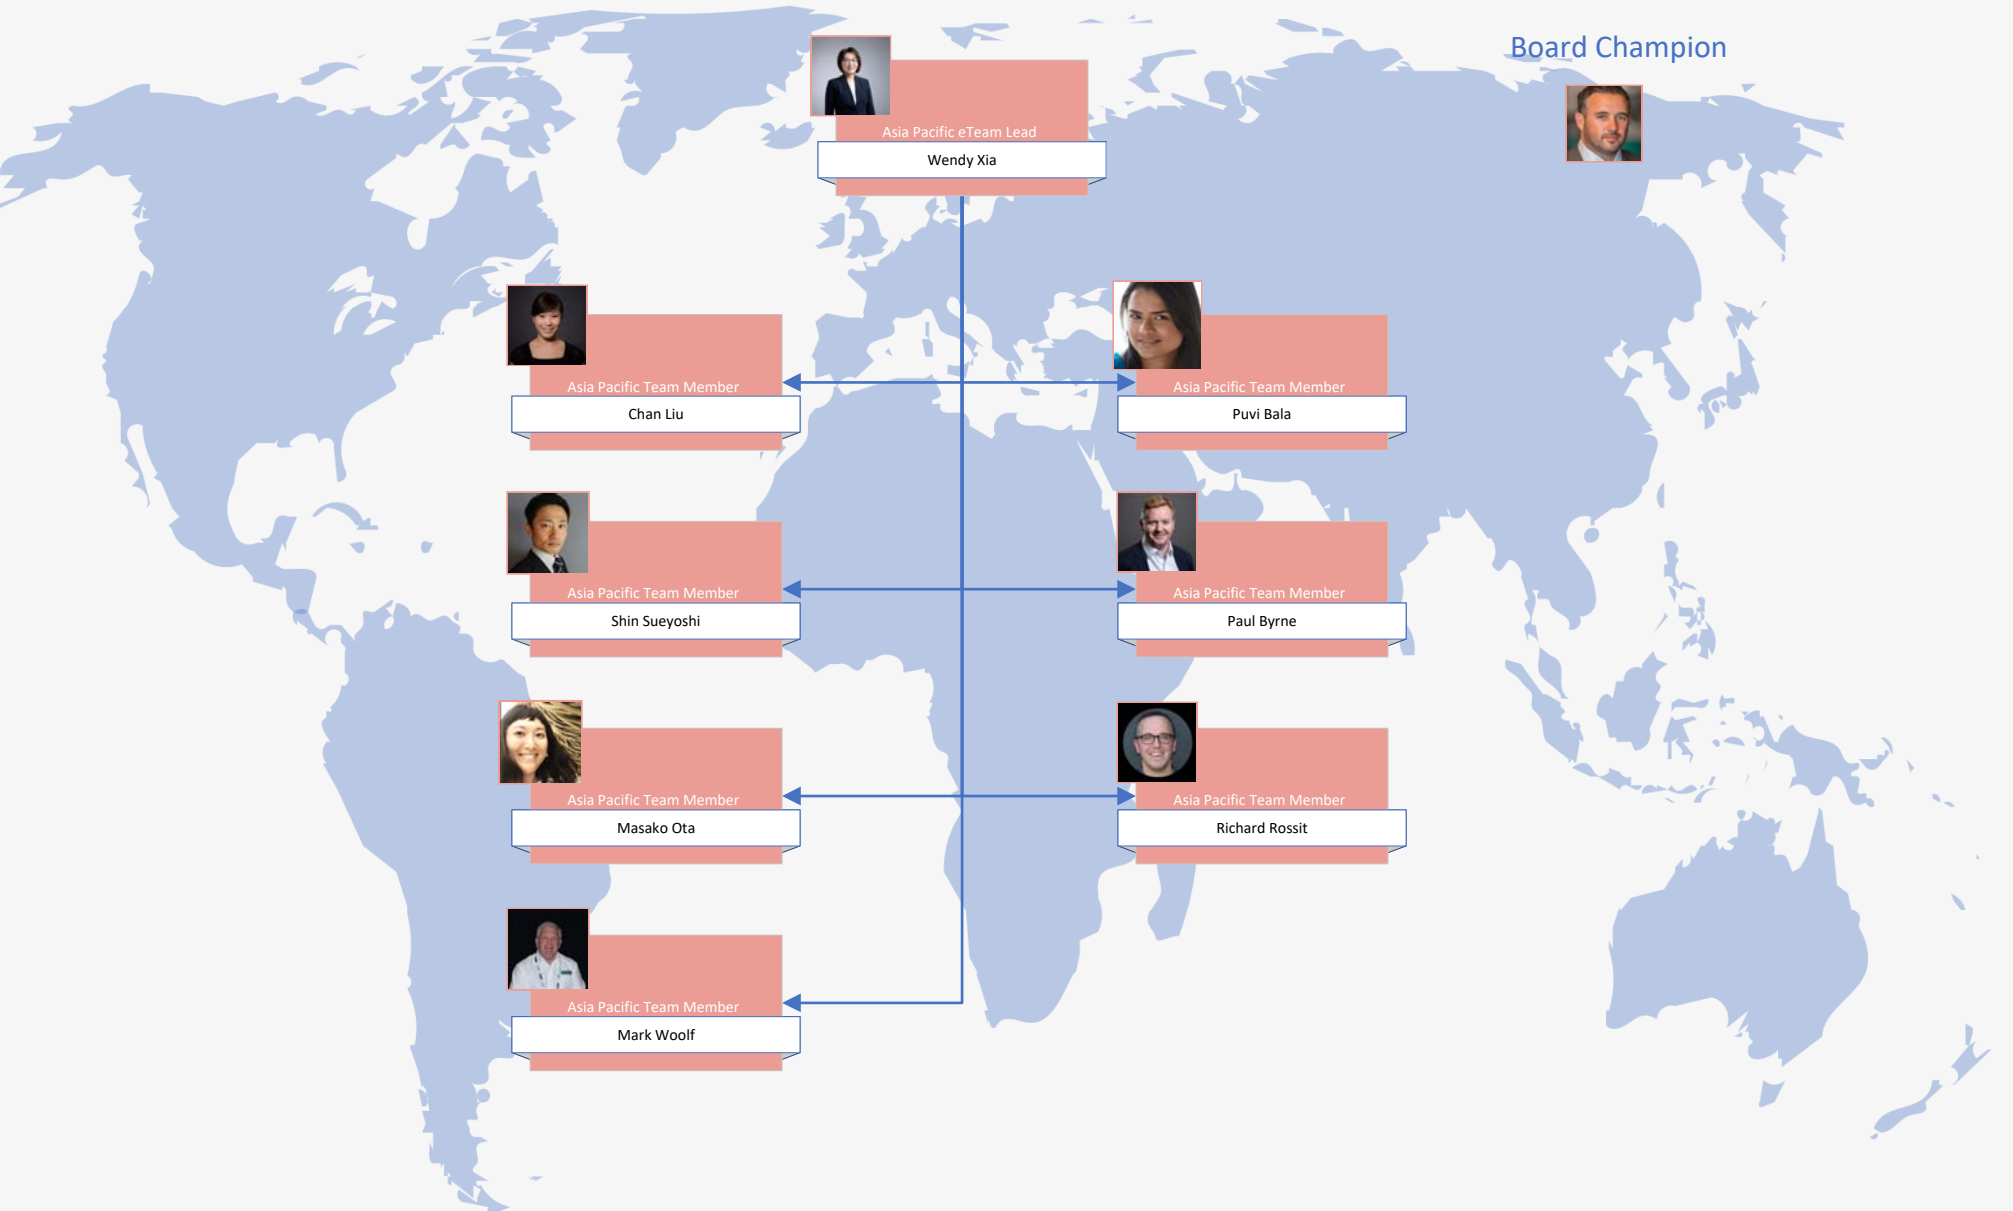 Board Champion
Asia Pacific eTeam Lead
Wendy Xia
Asia Pacific Team Member
Chan Liu
Asia Pacific Team Member
Puvi Bala
Asia Pacific Team Member
Shin Sueyoshi
Asia Pacific Team Member
Paul Byrne
Asia Pacific Team Member
Masako Ota
Asia Pacific Team Member
Richard Rossit
Asia Pacific Team Member
Mark Woolf